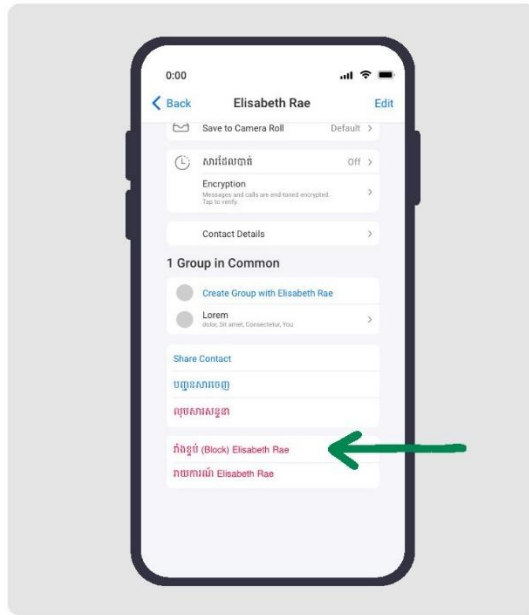 0:00
Back Elisabeth Rae Edit
Save to Camera Roll Default
សារដែលបាត់ Off
Encryption
Messages and calls are end-toned encrypted.
Tap to verify.
Contact Details
1 Group in Common
Create Group with Elisabeth Rae
Lorem
dolor, Sit amet, Consectetur, You
Share Contact
បញ្ជូនសារចេញ
លុបសារសន្ទនា
រាំងខ្ទប់ (Block) Elisabeth Rae
រាយការណ៍ Elisabeth Rae